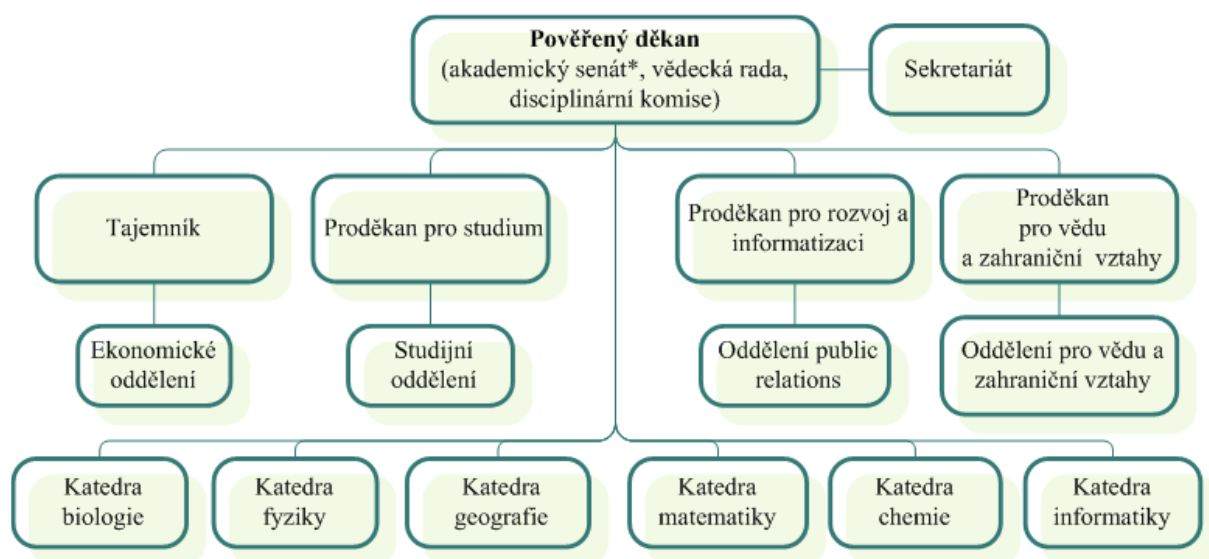 Pověřený děkan
(akademický senát*, vědecká rada,
disciplinární komise)
Sekretariát
Tajemník
Proděkan pro studium
Proděkan pro rozvoj a
informatizaci
Proděkan
pro vědu
a zahraniční vztahy
Ekonomické
oddělení
Studijní
oddělení
Oddělení public
relations
Oddělení pro vědu a
zahraniční vztahy
Katedra
biologie
Katedra
fyziky
Katedra
geografie
Katedra
matematiky
Katedra
chemie
Katedra
informatiky